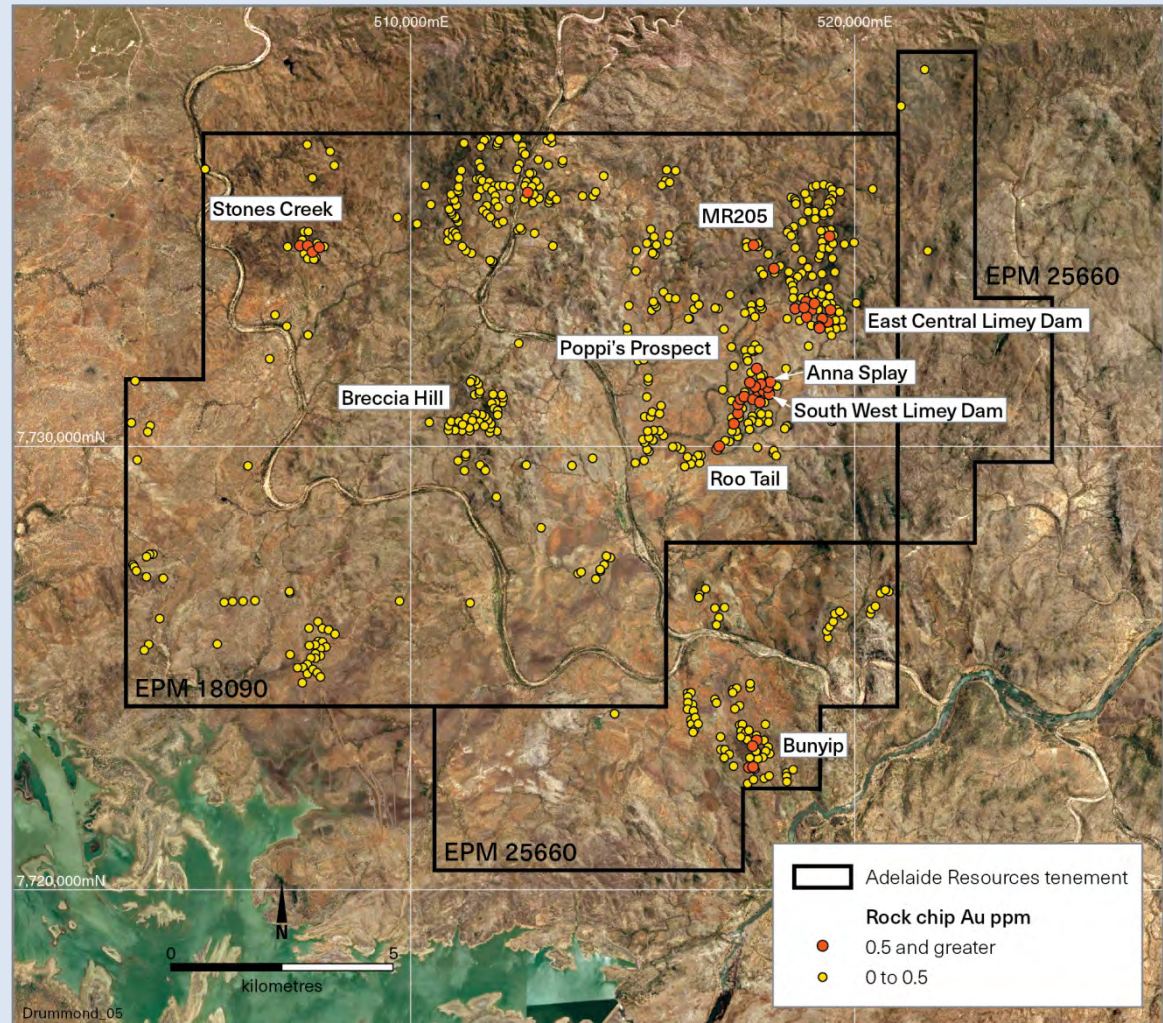 510,000mE
520,000mE
Stones Creek
MR205
EPM 25660
East Central Limey Dam
Poppi's Prospect
Anna Splay
Breccia Hill
South West Limey Dam
7,730,000mN
Roo Tail
EPM 18090
Bunyip
EPM 25660
7,720,000mN
N
0 5
kilometres
Drummond_05
Adelaide Resources tenement
Rock chip Au ppm
0.5 and greater
0 to 0.5